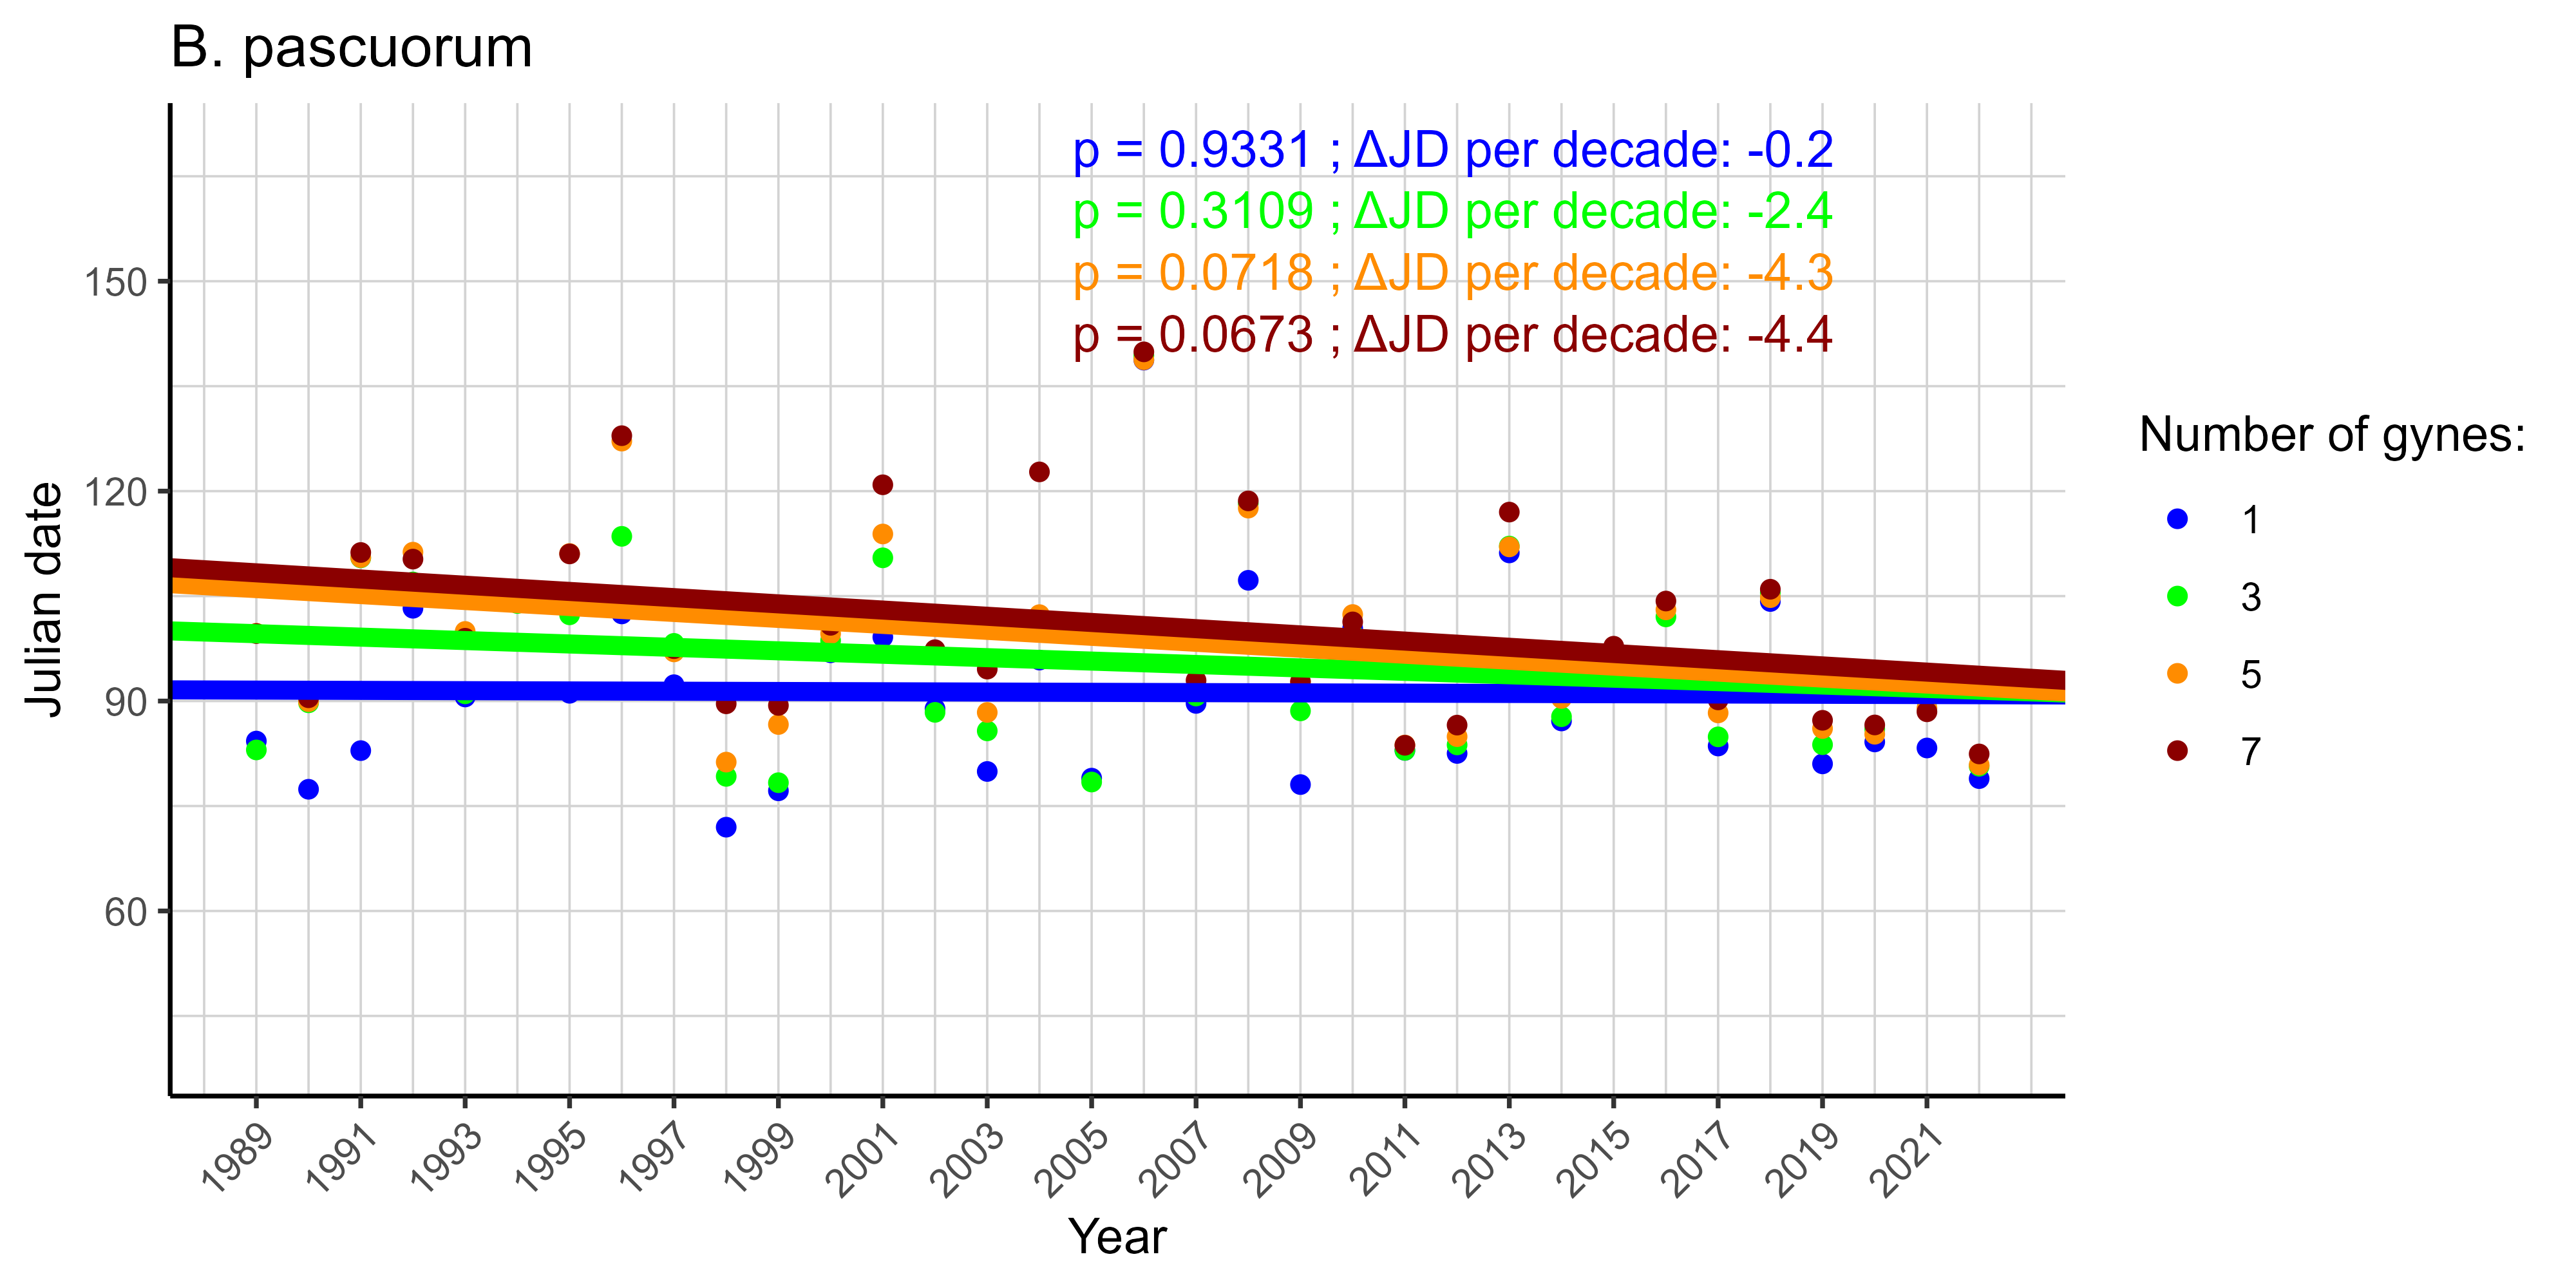 B. pascuorum
p = 0.9331 ; ΔJD per decade: -0.2
p = 0.3109 ; ΔJD per decade: -2.4
p = 0.0718 ; ΔJD per decade: -4.3
p = 0.0673 ; ΔJD per decade: -4.4
150
120
90
60
Julian date
1989 1991 1993 1995 1997 1999 2001 2003 2005 2007 2009 2011 2013 2015 2017 2019 2021
Year
Number of gynes:
1
3
5
7